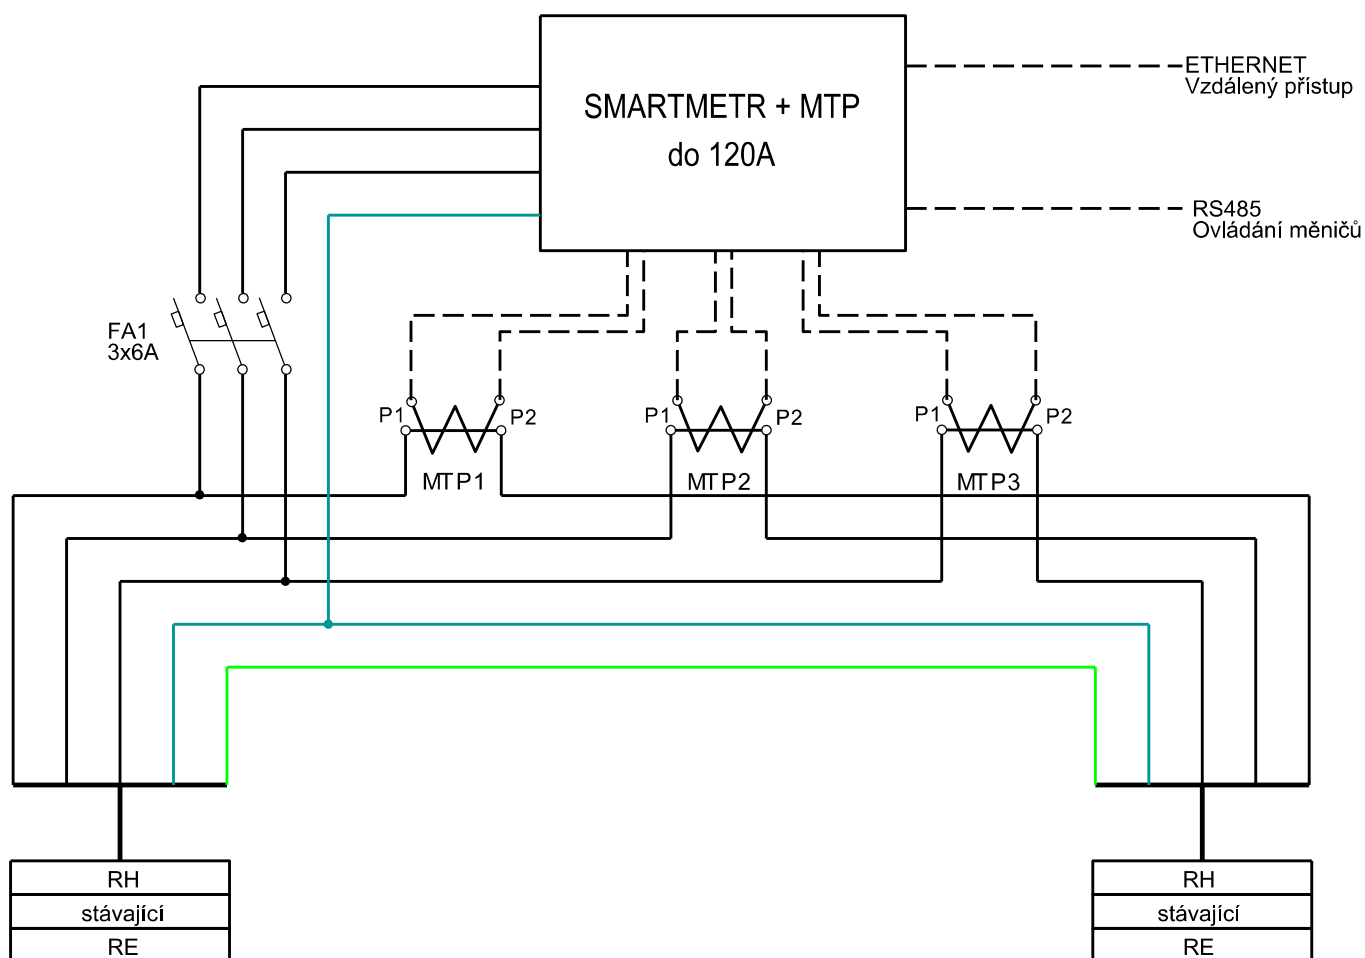 SMARTMETR + MTP
do 120A
ETHERNET
Vzdálený přístup
RS485
Ovládání měničů
FA1
3x6A
P1
P2
MTP1
P1
P2
MTP2
P1
P2
MTP3
RH
stávající
RE
RH
stávající
RE